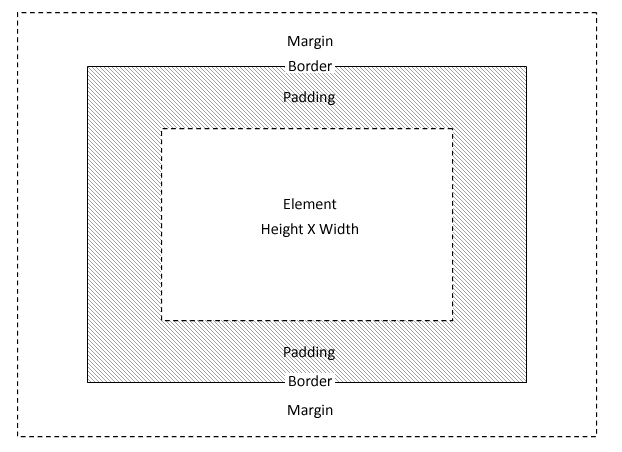 Margin
Border
Padding
Element
Height X Width
Padding
Border
Margin